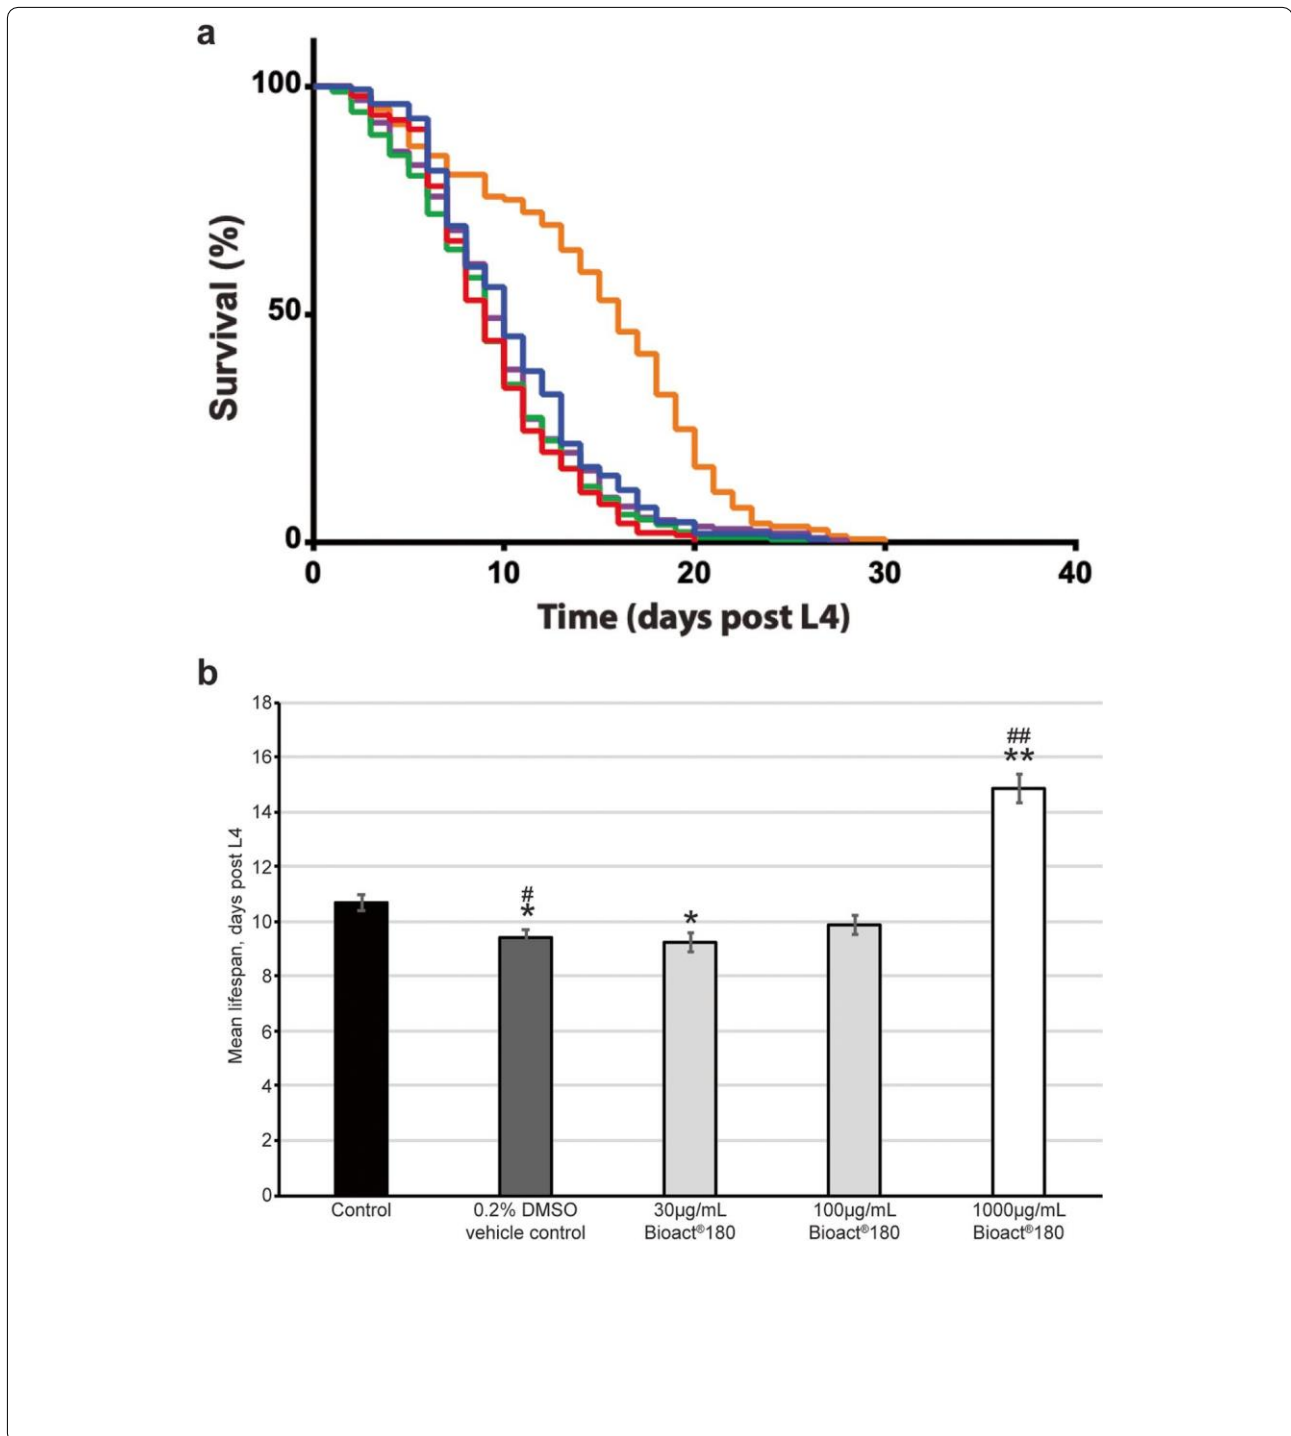 a
100
50
0
0 10 20 30 40
Survival (%)
Time (days post L4)
b
18
16
14
12
10
8
6
4
2
0
Mean lifespan, days post L4
#
*
*
##
**
Control
0.2% DMSO
vehicle control
30µg/mL
Bioact®180
100µg/mL
Bioact®180
1000µg/mL
Bioact®180